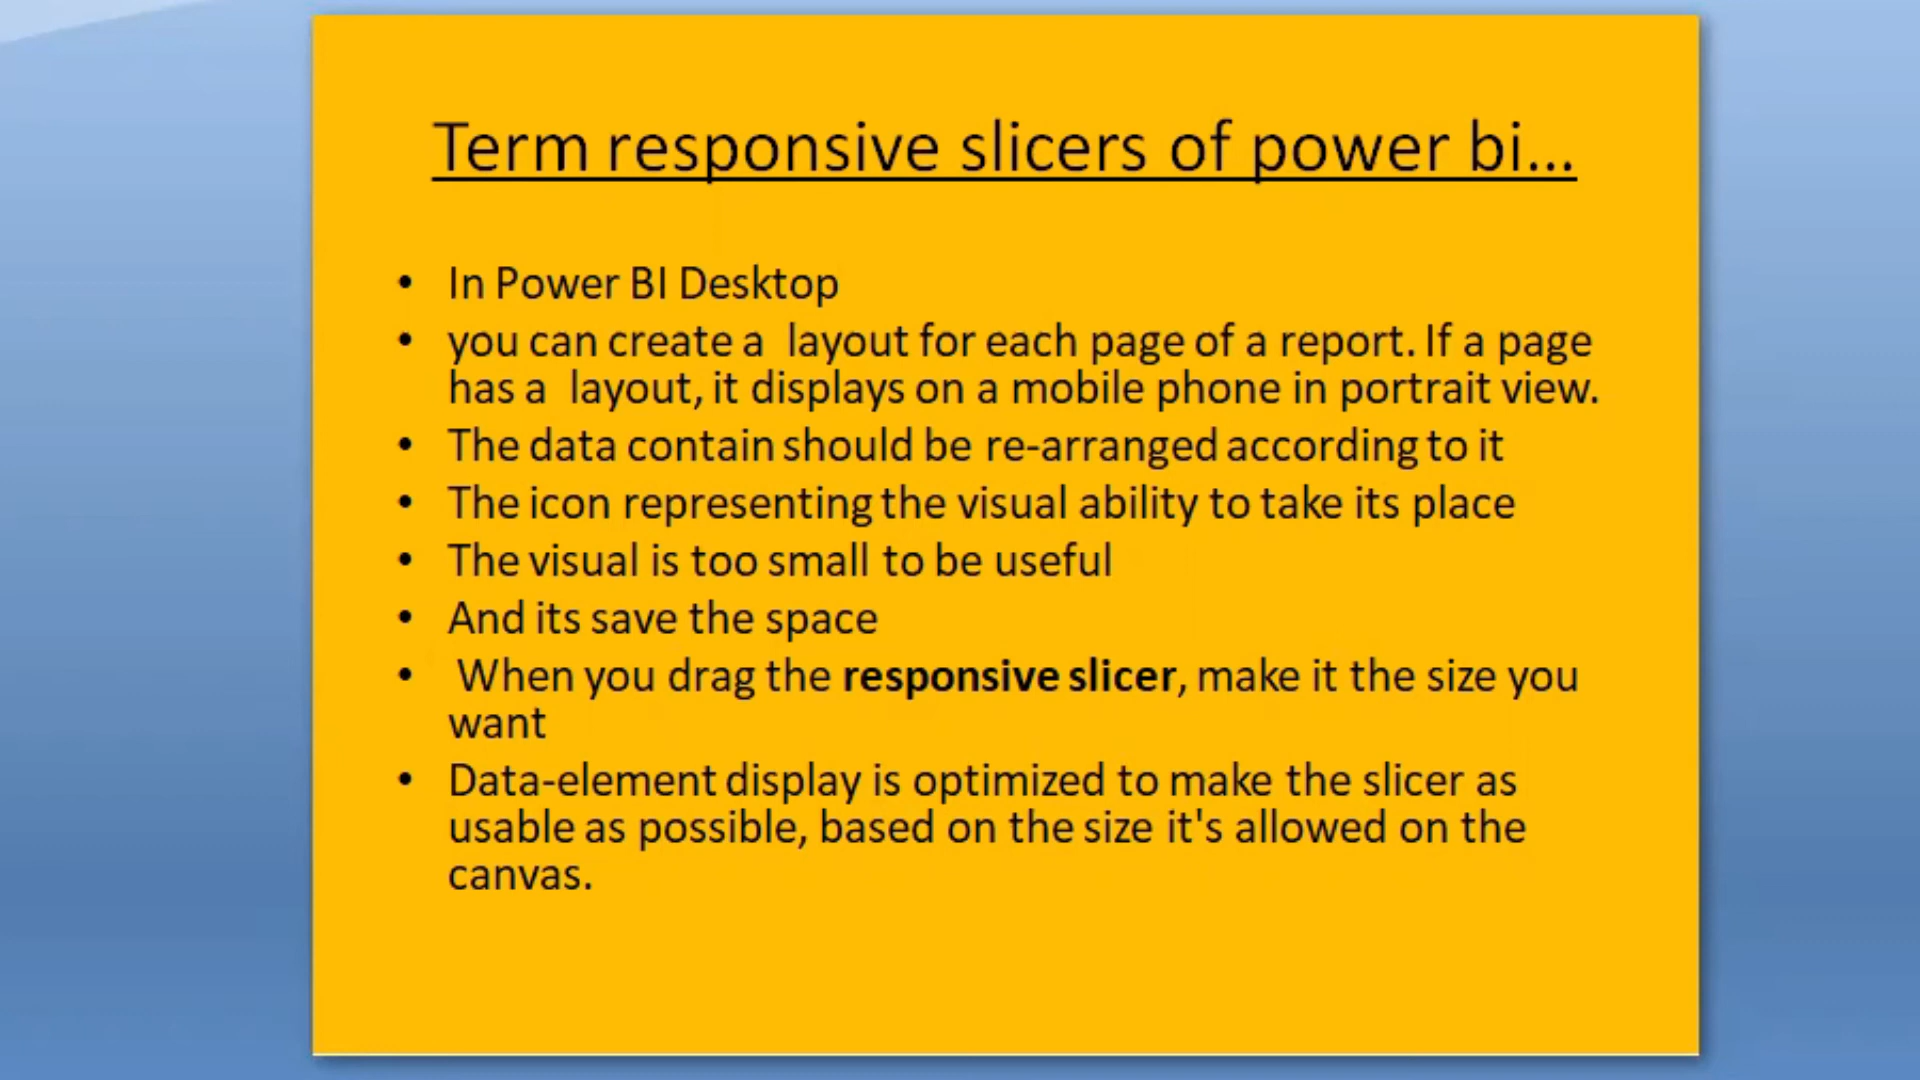 Term responsive slicers of power bi...
• In Power BI Desktop
• you can create a  layout for each page of a report. If a page
has a  layout, it displays on a mobile phone in portrait view.
• The data contain should be re-arranged according to it
• The icon representing the visual ability to take its place
• The visual is too small to be useful
• And its save the space
•  When you drag the responsive slicer, make it the size you
want
• Data-element display is optimized to make the slicer as
usable as possible, based on the size it's allowed on the
canvas.